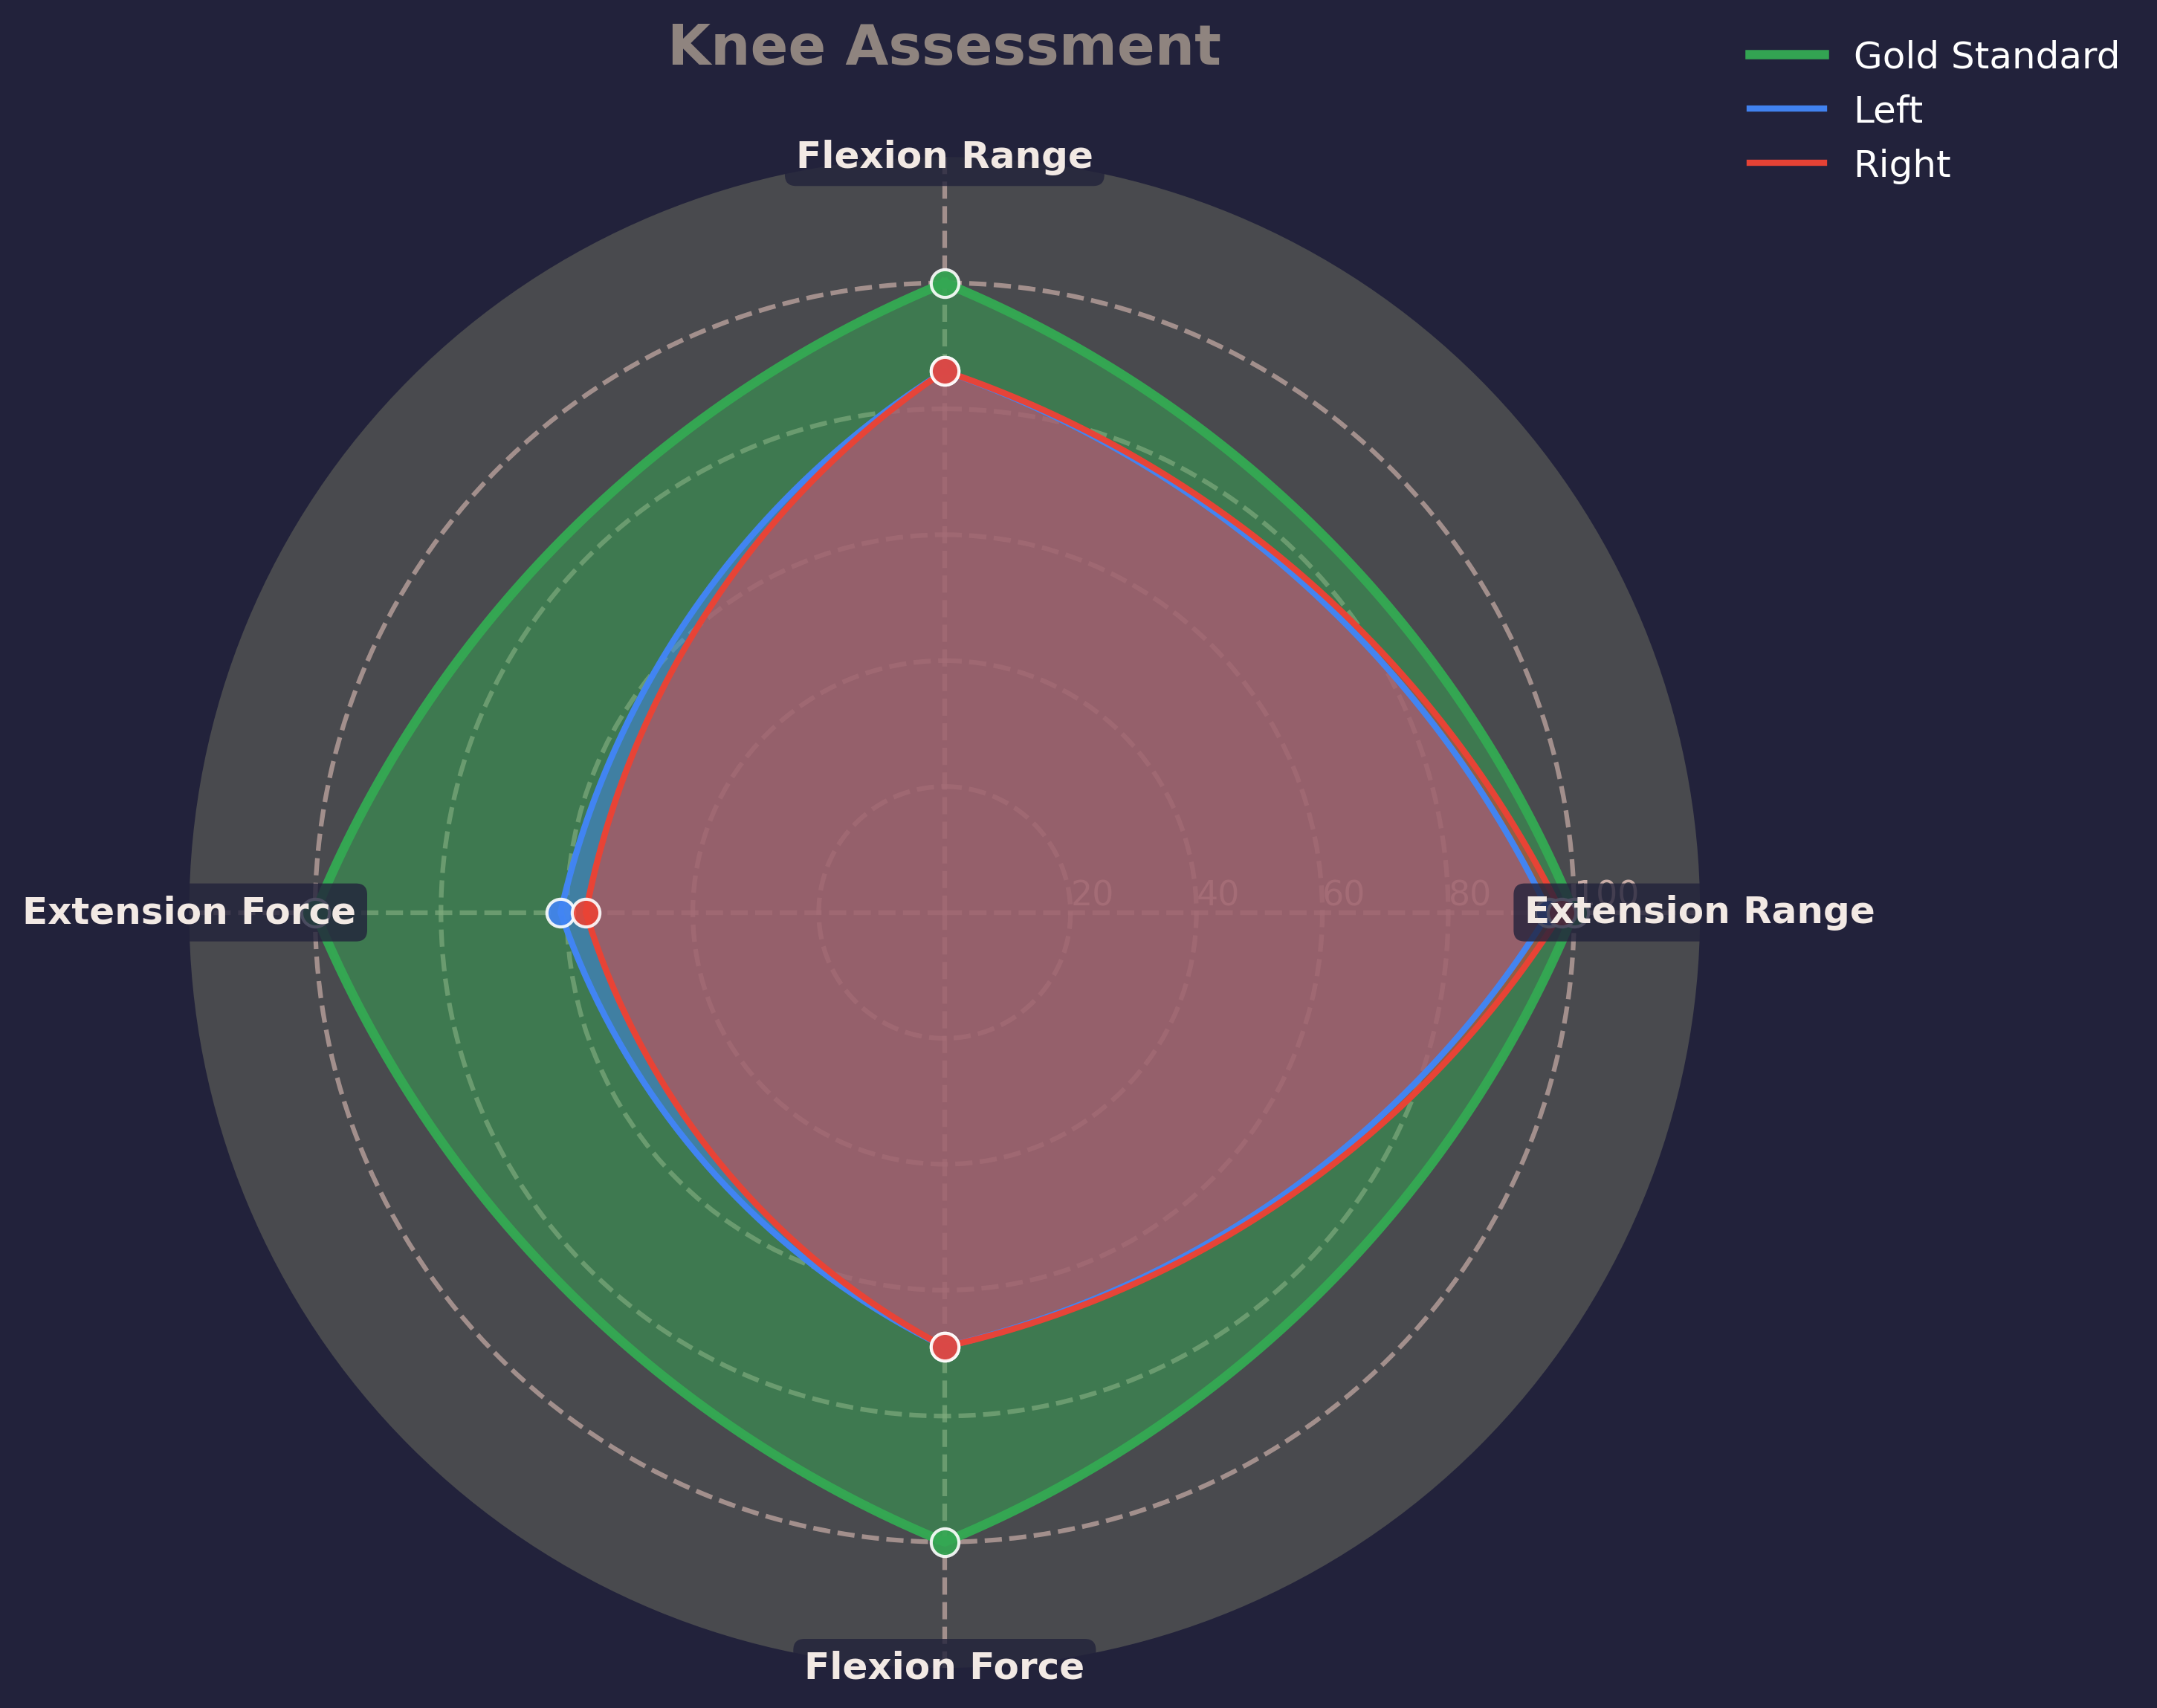 Knee Assessment
Gold Standard
Left
Right
Flexion Range
20 40 60 80 100
Extension Force
Extension Range
Flexion Force